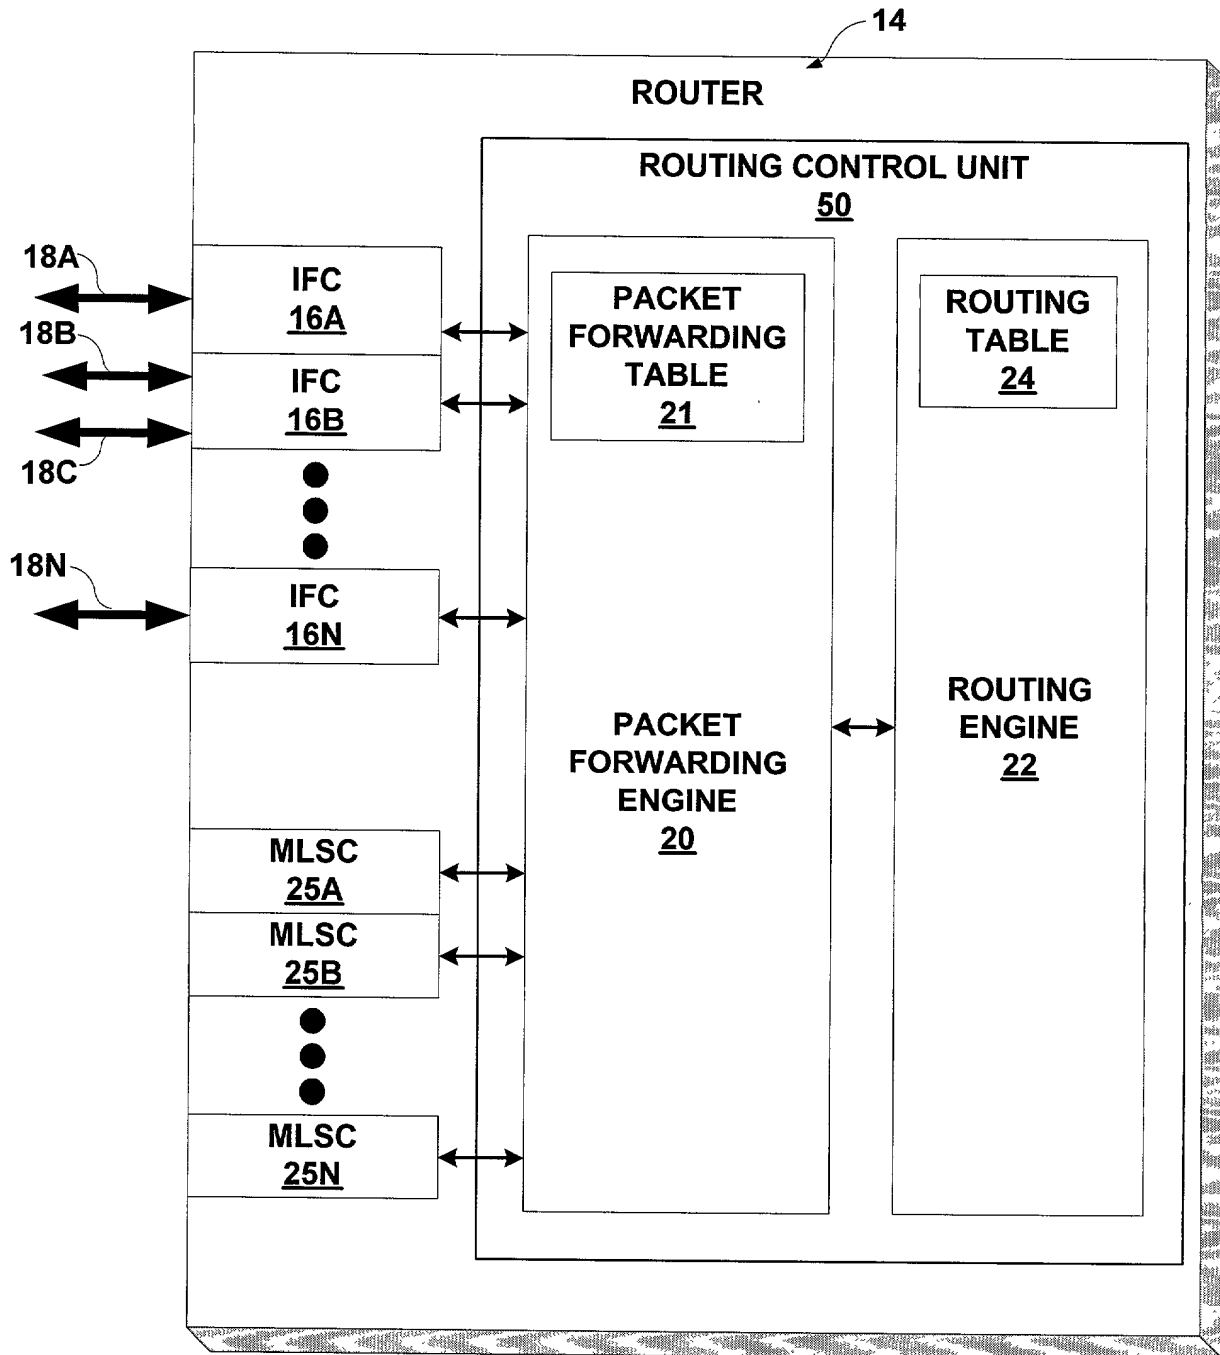 14
ROUTER
ROUTING CONTROL UNIT
50
18A
IFC
16A
18B
IFC
16B
18C
18N
IFC
16N
PACKET
FORWARDING
TABLE
21
ROUTING
TABLE
24
PACKET
FORWARDING
ENGINE
20
ROUTING
ENGINE
22
MLSC
25A
MLSC
25B
MLSC
25N